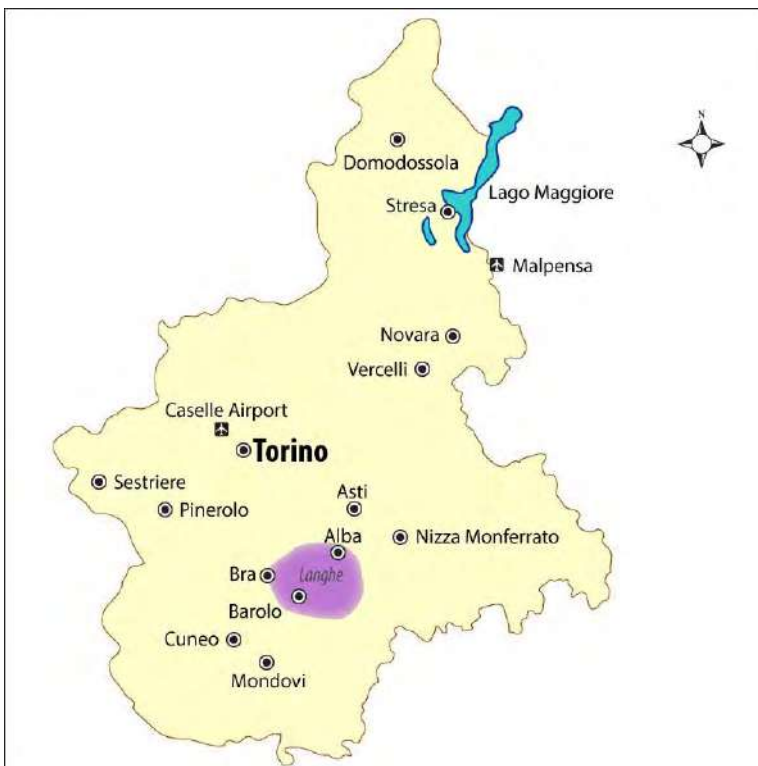 N
Domodossola
Lago Maggiore
Stresa
Malpensa
Novara
Vercelli
Caselle Airport
Torino
Sestriere
Asti
Pinerolo
Alba
Nizza Monferrato
Bra
Langhe
Barolo
Cuneo
Mondovi